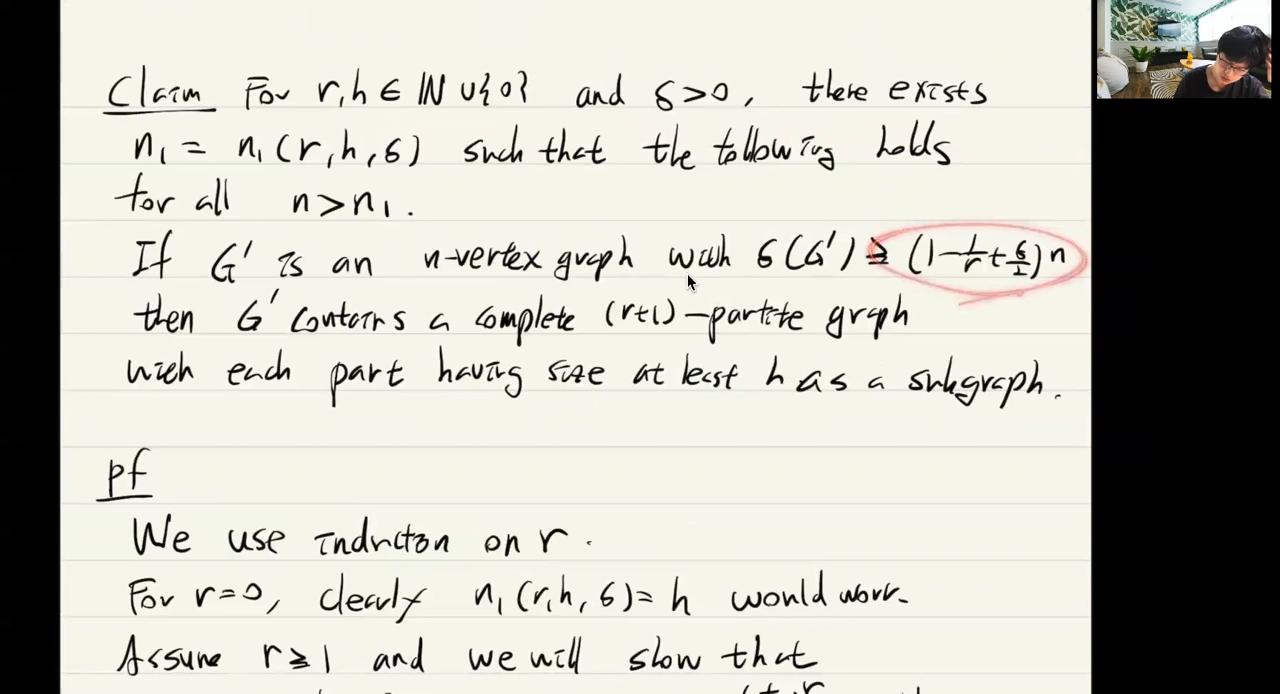 Claim For r,h ∈ ℕ ∪ {0} and δ>0, there exists
n₁ = n₁(r,h,δ) such that the following holds
for all n>n₁.
If G' is an n-vertex graph with δ(G') ≥ (1-1/r+δ/2)n
then G' contains a complete (r+1)-partite graph
with each part having size at least h as a subgraph.
pf
We use induction on r.
For r=0, clearly n₁(r,h,δ)=h would work.
Assume r≥1 and we will show that